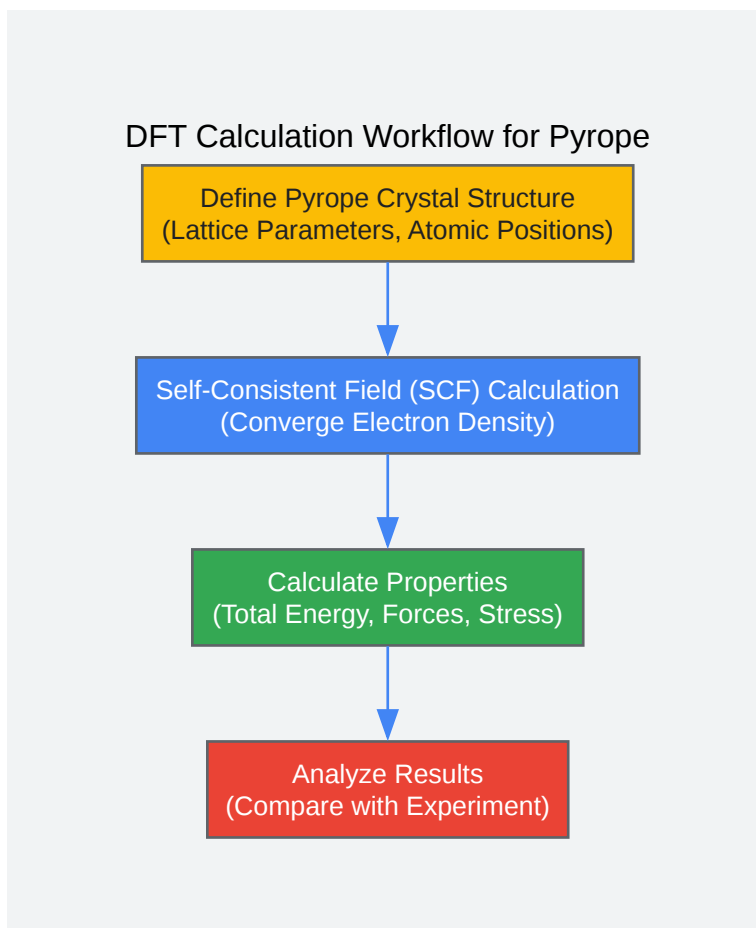 DFT Calculation Workflow for Pyrope
Define Pyrope Crystal Structure
(Lattice Parameters, Atomic Positions)
Self-Consistent Field (SCF) Calculation
(Converge Electron Density)
Calculate Properties
(Total Energy, Forces, Stress)
Analyze Results
(Compare with Experiment)